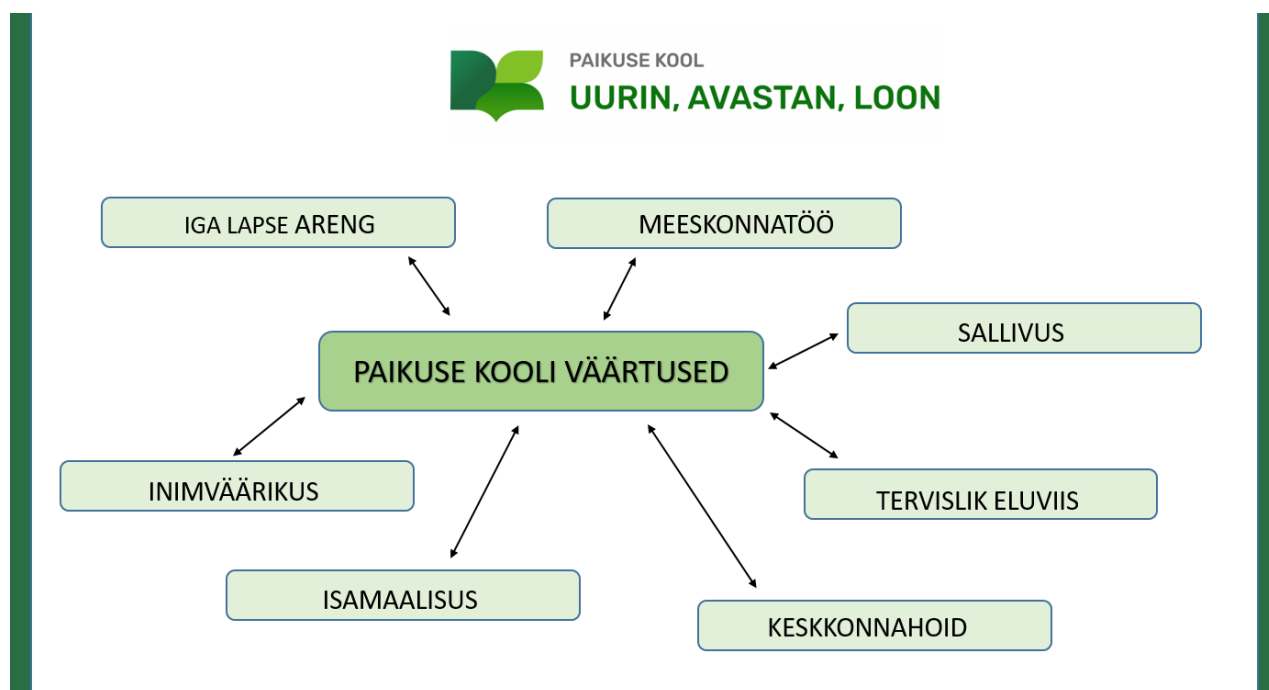 PAIKUSE KOOL
UURIN, AVASTAN, LOON
IGA LAPSE ARENG
MEESKONNATÖÖ
SALLIVUS
PAIKUSE KOOLI VÄÄRTUSED
INIMVÄÄRIKUS
TERVISLIK ELUVIIS
ISAMAALISUS
KESKKONNAHOID